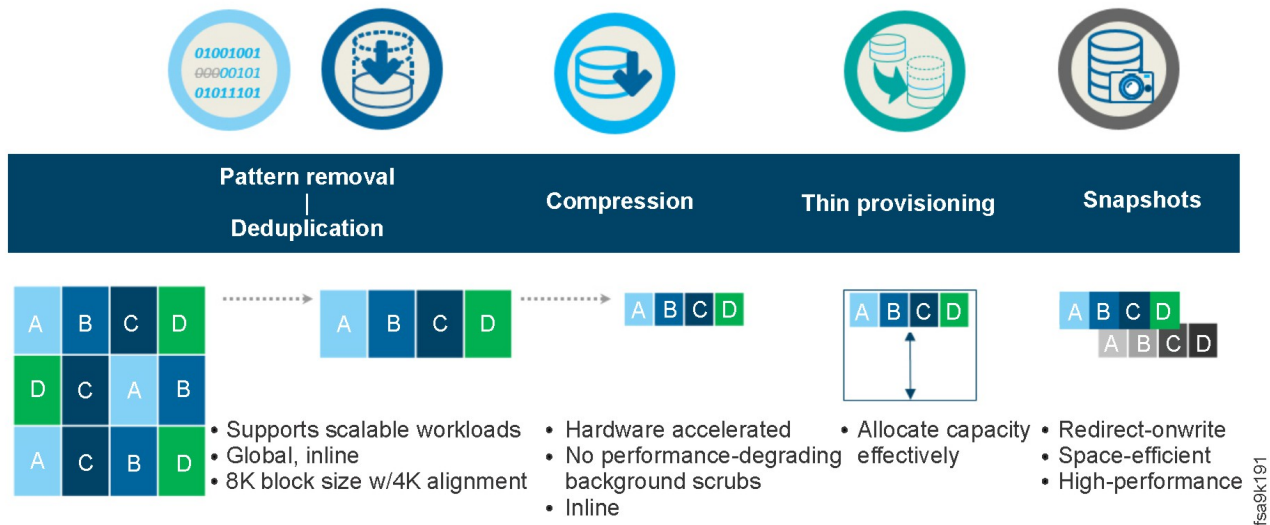 01001001
00000101
01011101
Pattern removal
|
Deduplication
Compression
Thin provisioning
Snapshots
A B C D
D C A B
A C B D
A B C D
A B C D
A B C D
A B C D
A B C D
• Supports scalable workloads
• Global, inline
• 8K block size w/4K alignment
• Hardware accelerated
• No performance-degrading
background scrubs
• Inline
• Allocate capacity
effectively
• Redirect-onwrite
• Space-efficient
• High-performance
fsa9k191